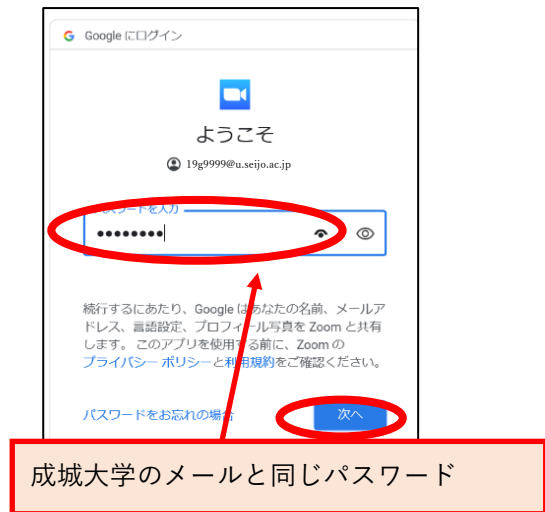 Google にログイン
ようこそ
19g9999@u.seijo.ac.jp
パスワードを入力
••••••••
続行するにあたり、Google はあなたの名前、メールア
ドレス、言語設定、プロフィール写真を Zoom と共有
します。このアプリを使用する前に、Zoom の
プライバシー ポリシーと利用規約をご確認ください。
パスワードをお忘れの場合
次へ
成城大学のメールと同じパスワード